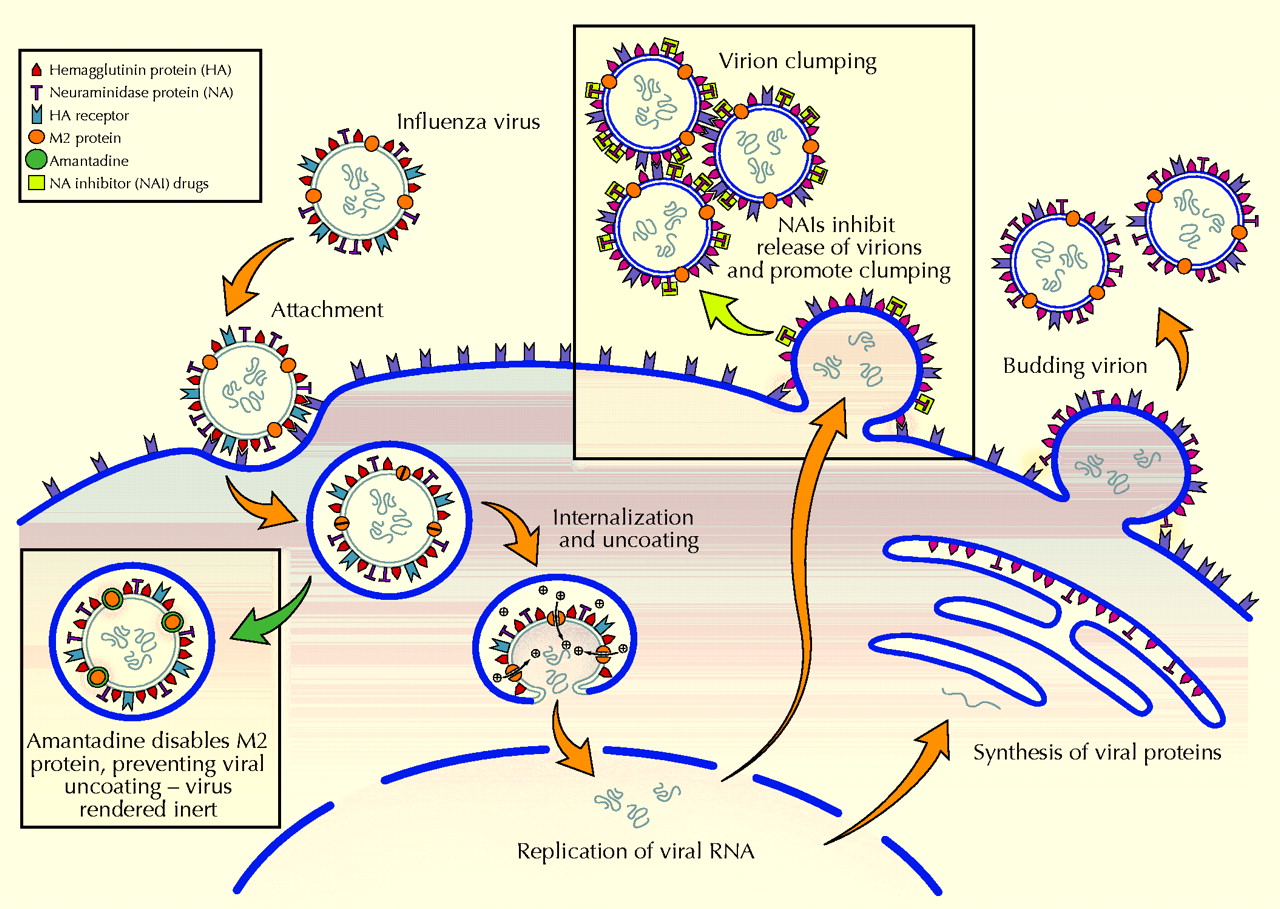 Hemagglutinin protein (HA)
Neuraminidase protein (NA)
HA receptor
M2 protein
Amantadine
NA inhibitor (NAI) drugs
Influenza virus
Virion clumping
NAIs inhibit
release of virions
and promote clumping
Attachment
Budding virion
Internalization
and uncoating
Amantadine disables M2
protein, preventing viral
uncoating – virus
rendered inert
Synthesis of viral proteins
Replication of viral RNA